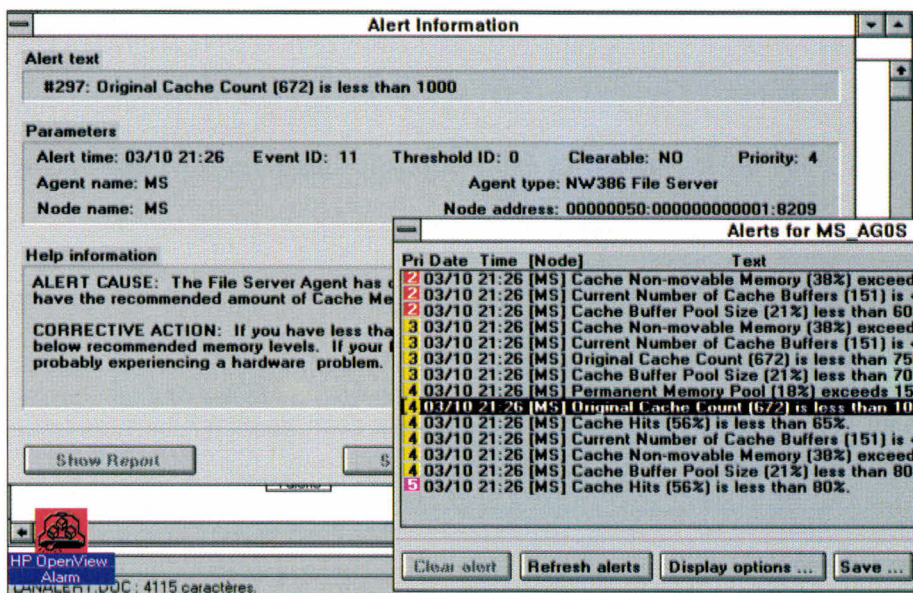 Alert Information
Alert text
#297: Original Cache Count (672) is less than 1000
Parameters
Alert time: 03/10 21:26 Event ID: 11 Threshold ID: 0 Clearable: NO Priority: 4
Agent name: MS Agent type: NW386 File Server
Node name: MS Node address: 00000050:000000000001:8209
Help information
ALERT CAUSE: The File Server Agent has
have the recommended amount of Cache Me
CORRECTIVE ACTION: If you have less tha
below recommended memory levels. If your
probably experiencing a hardware problem.
Show Report
S
Alerts for MS_AG0S
Pri Date Time [Node] Text
2 03/10 21:26 [MS] Cache Non-movable Memory (38%) exceed
2 03/10 21:26 [MS] Current Number of Cache Buffers (151) is
2 03/10 21:26 [MS] Cache Buffer Pool Size (21%) less than 60
3 03/10 21:26 [MS] Cache Non-movable Memory (38%) exceed
3 03/10 21:26 [MS] Current Number of Cache Buffers (151) is
3 03/10 21:26 [MS] Original Cache Count (672) is less than 75
3 03/10 21:26 [MS] Cache Buffer Pool Size (21%) less than 70
4 03/10 21:26 [MS] Permanent Memory Pool (18%) exceeds 15
4 03/10 21:26 [MS] Original Cache Count (672) is less than 10
4 03/10 21:26 [MS] Cache Hits (56%) is less than 65%.
4 03/10 21:26 [MS] Current Number of Cache Buffers (151) is
4 03/10 21:26 [MS] Cache Non-movable Memory (38%) exceed
4 03/10 21:26 [MS] Cache Buffer Pool Size (21%) less than 80
5 03/10 21:26 [MS] Cache Hits (56%) is less than 80%.
Clear alert Refresh alerts Display options ... Save ...
HP OpenView
Alarm
LANALERT.DOC : 4115 caractères.